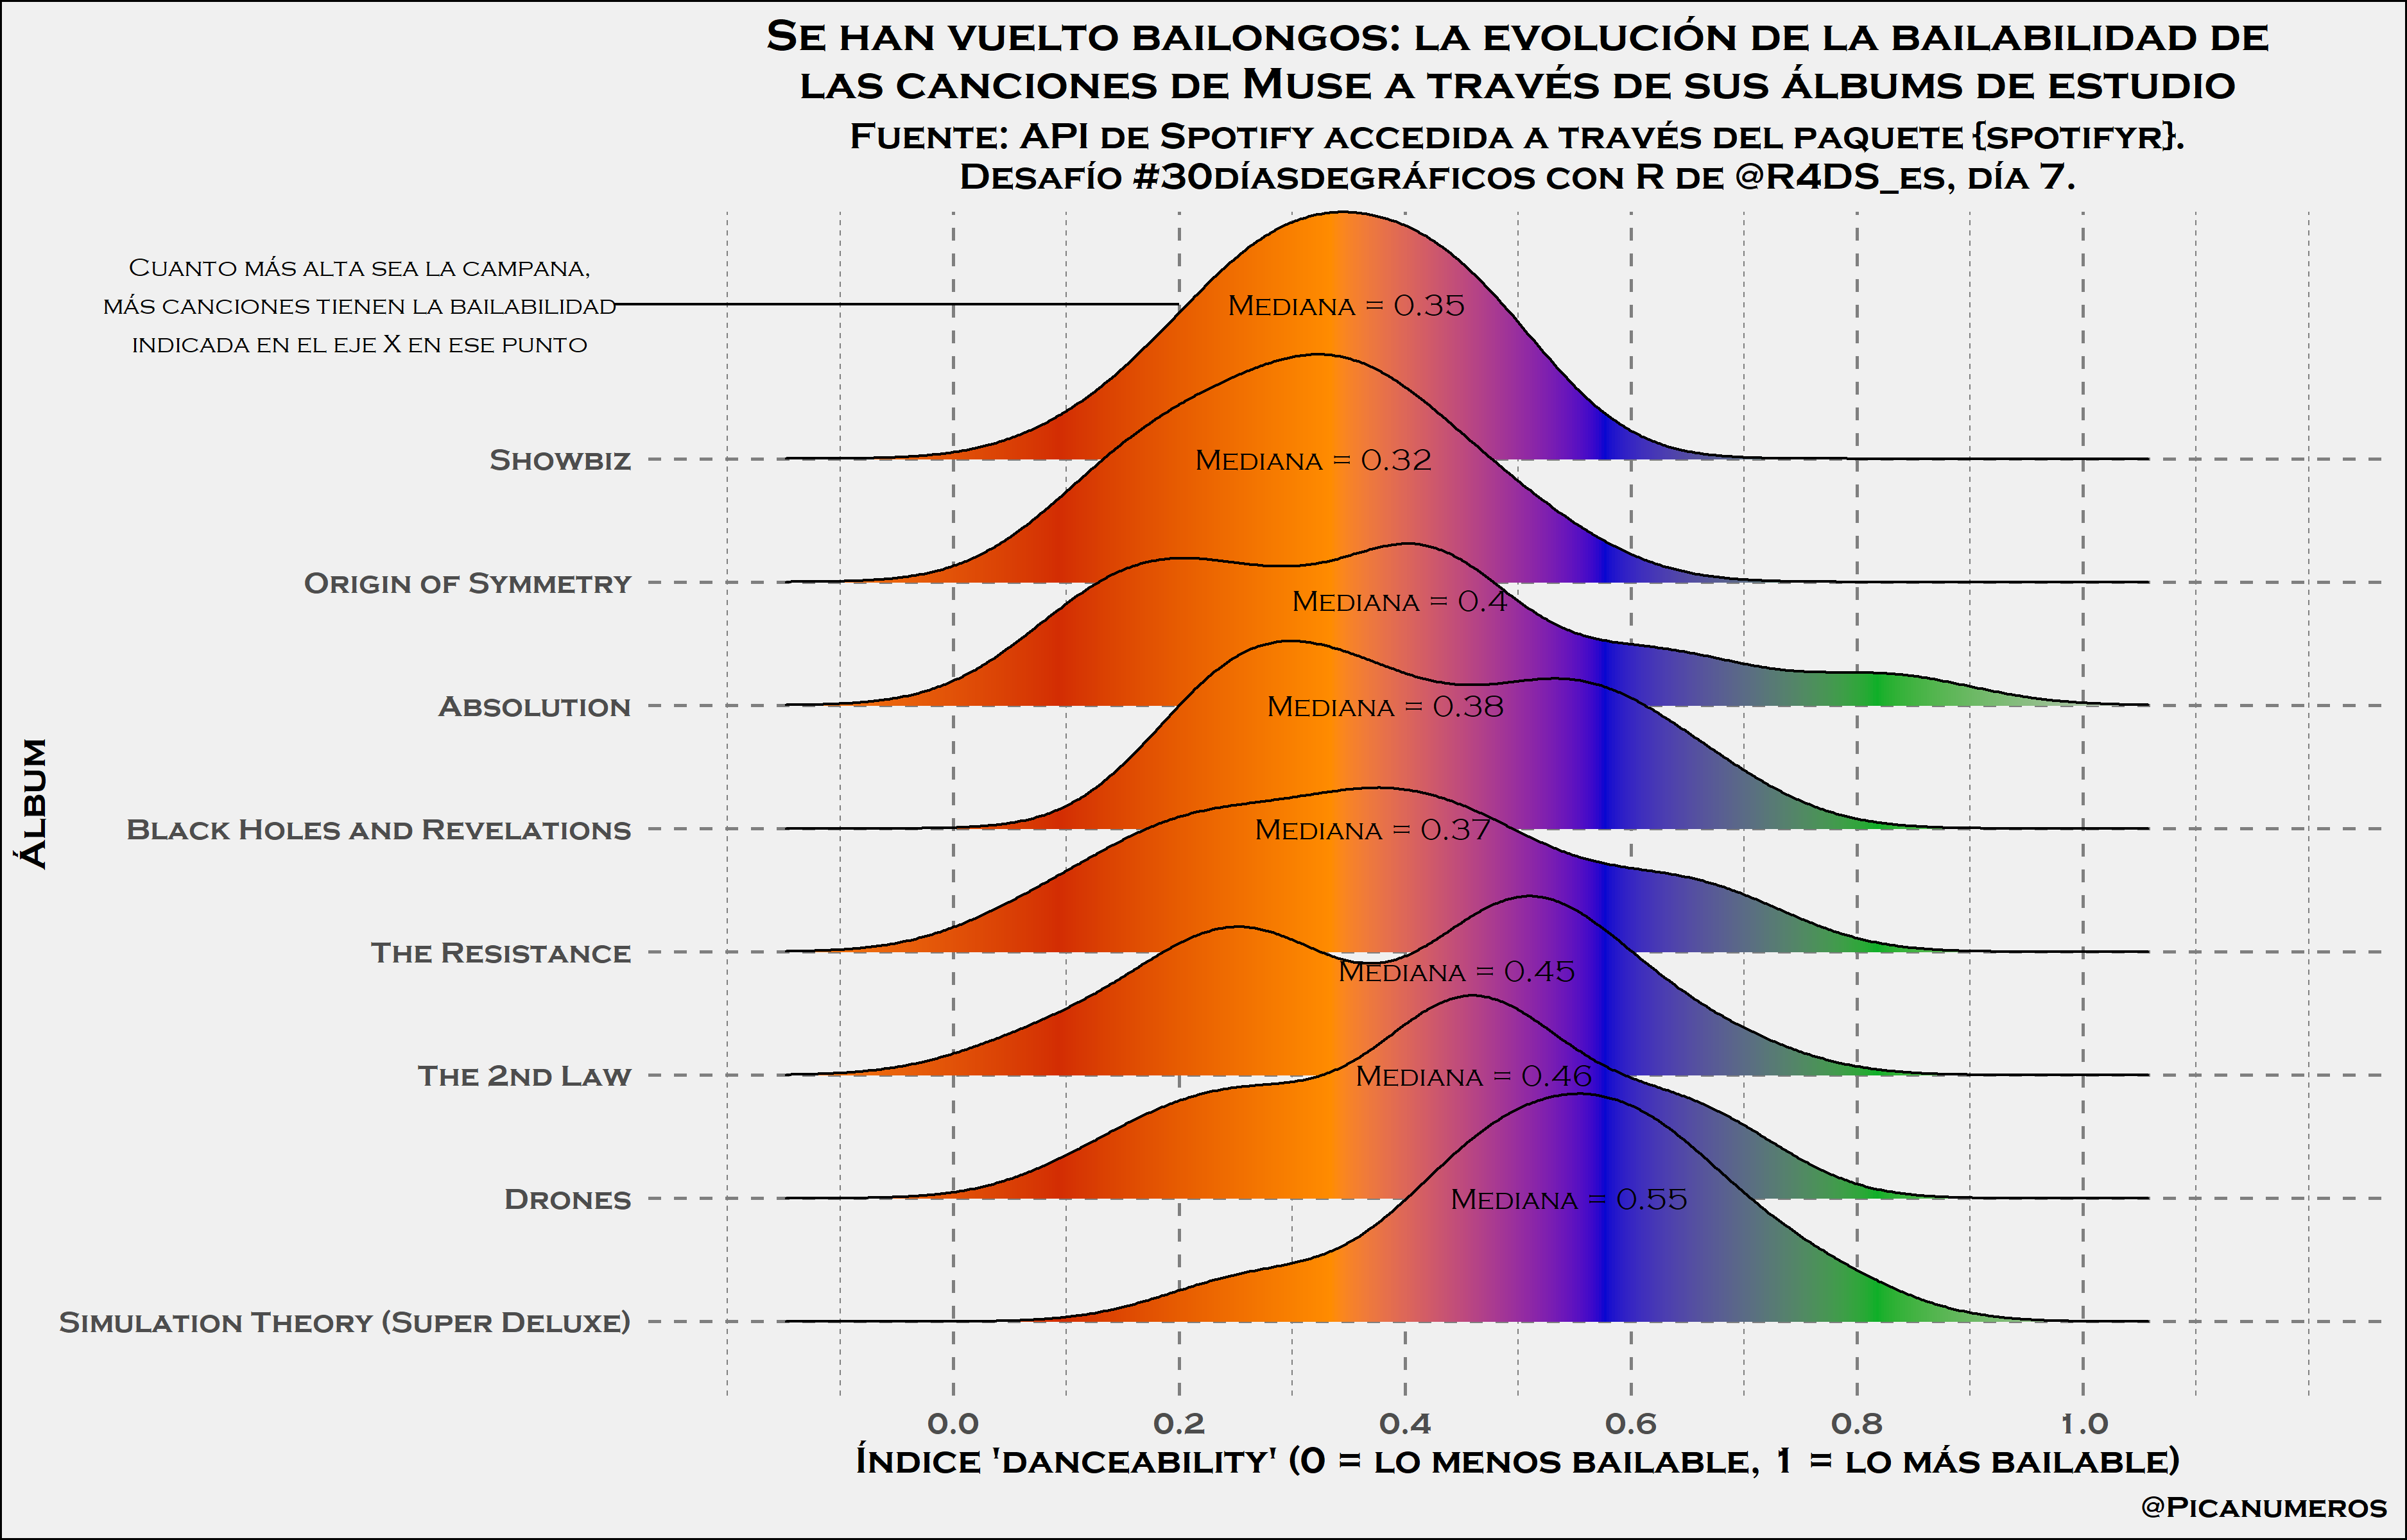 Se han vuelto bailongos: la evolución de la bailabilidad de
las canciones de Muse a través de sus álbums de estudio
Fuente: API de Spotify accedida a través del paquete {spotifyr}.
Desafío #30díasdegráficos con R de @R4DS_es, día 7.
Cuanto más alta sea la campana,
más canciones tienen la bailabilidad
indicada en el eje X en ese punto
Mediana = 0.35
Showbiz
Mediana = 0.32
Origin of Symmetry
Mediana = 0.4
Absolution
Mediana = 0.38
Álbum
Black Holes and Revelations
Mediana = 0.37
The Resistance
Mediana = 0.45
The 2nd Law
Mediana = 0.46
Drones
Mediana = 0.55
Simulation Theory (Super Deluxe)
0.0 0.2 0.4 0.6 0.8 1.0
Índice 'danceability' (0 = lo menos bailable, 1 = lo más bailable)
@Picanumeros